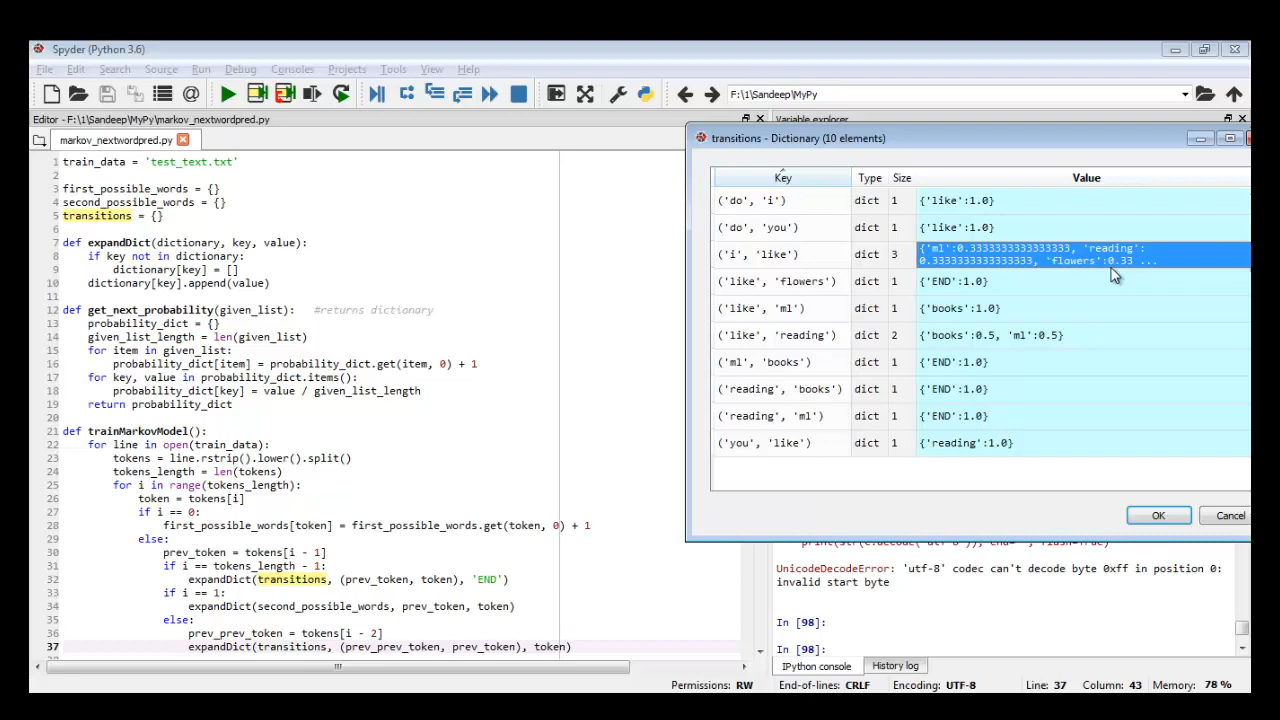 Spyder (Python 3.6)
File Edit Search Source Run Debug Consoles Projects Tools View Help
F:\1\Sandeep\MyPy
Editor - F:\1\Sandeep\MyPy\markov_nextwordpred.py
markov_nextwordpred.py
1 train_data = 'test_text.txt'
2
3 first_possible_words = {}
4 second_possible_words = {}
5 transitions = {}
6
7 def expandDict(dictionary, key, value):
8 if key not in dictionary:
9 dictionary[key] = []
10 dictionary[key].append(value)
11
12 def get_next_probability(given_list): #returns dictionary
13 probability_dict = {}
14 given_list_length = len(given_list)
15 for item in given_list:
16 probability_dict[item] = probability_dict.get(item, 0) + 1
17 for key, value in probability_dict.items():
18 probability_dict[key] = value / given_list_length
19 return probability_dict
20
21 def trainMarkovModel():
22 for line in open(train_data):
23 tokens = line.rstrip().lower().split()
24 tokens_length = len(tokens)
25 for i in range(tokens_length):
26 token = tokens[i]
27 if i == 0:
28 first_possible_words[token] = first_possible_words.get(token, 0) + 1
29 else:
30 prev_token = tokens[i - 1]
31 if i == tokens_length - 1:
32 expandDict(transitions, (prev_token, token), 'END')
33 if i == 1:
34 expandDict(second_possible_words, prev_token, token)
35 else:
36 prev_prev_token = tokens[i - 2]
37 expandDict(transitions, (prev_prev_token, prev_token), token)
Variable explorer
transitions - Dictionary (10 elements)
Key Type Size Value
('do', 'i') dict 1 {'like':1.0}
('do', 'you') dict 1 {'like':1.0}
('i', 'like') dict 3 {'ml':0.3333333333333333, 'reading':
0.3333333333333333, 'flowers':0.33 ...
('like', 'flowers') dict 1 {'END':1.0}
('like', 'ml') dict 1 {'books':1.0}
('like', 'reading') dict 2 {'books':0.5, 'ml':0.5}
('ml', 'books') dict 1 {'END':1.0}
('reading', 'books') dict 1 {'END':1.0}
('reading', 'ml') dict 1 {'END':1.0}
('you', 'like') dict 1 {'reading':1.0}
OK Cancel
UnicodeDecodeError: 'utf-8' codec can't decode byte 0xff in position 0:
invalid start byte
In [98]:
In [98]:
IPython console History log
Permissions: RW End-of-lines: CRLF Encoding: UTF-8 Line: 37 Column: 43 Memory: 78 %